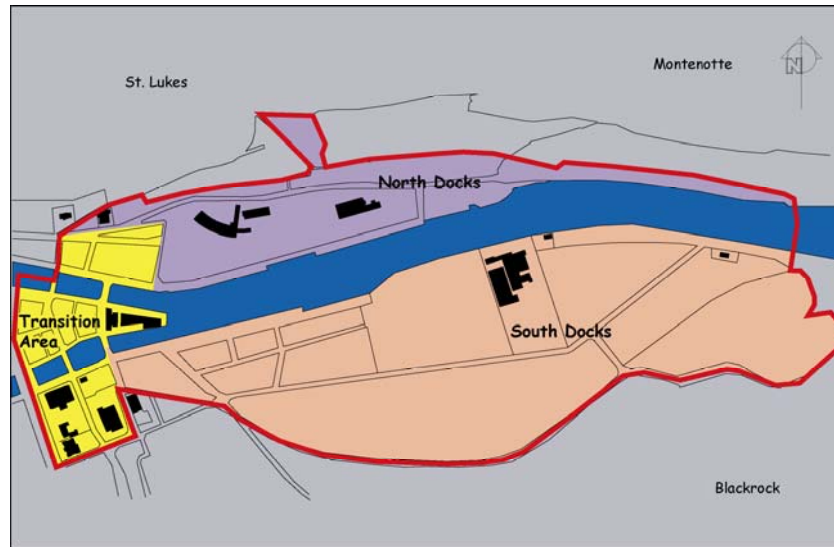 St. Lukes
Montenotte
N
North Docks
Transition
Area
South Docks
Blackrock